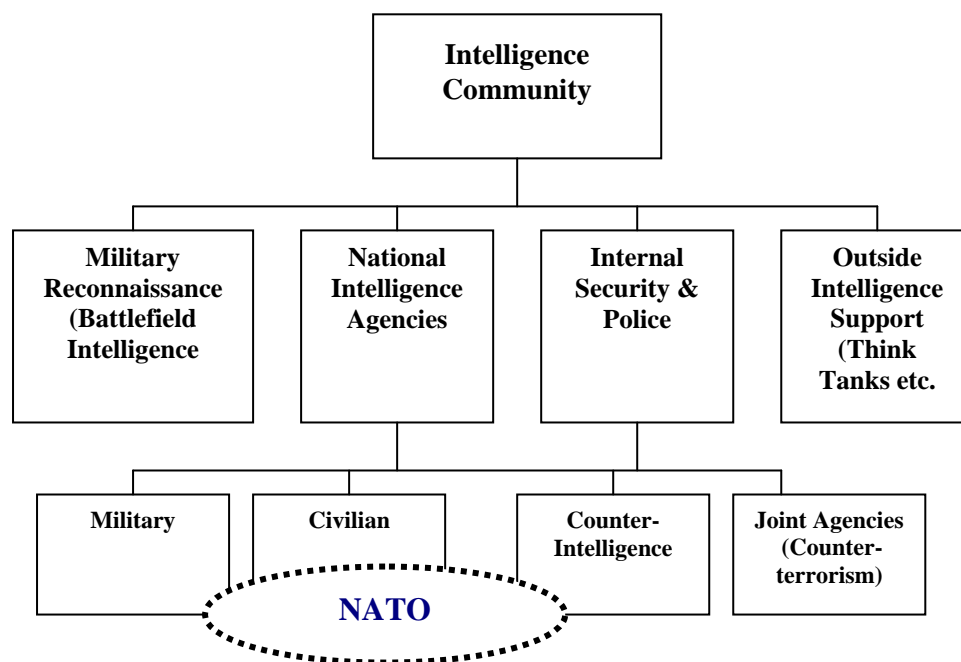 Intelligence
Community
Military
Reconnaissance
(Battlefield
Intelligence
National
Intelligence
Agencies
Internal
Security &
Police
Outside
Intelligence
Support
(Think
Tanks etc.
Military
Civilian
Counter-
Intelligence
Joint Agencies
(Counter-
terrorism)
NATO